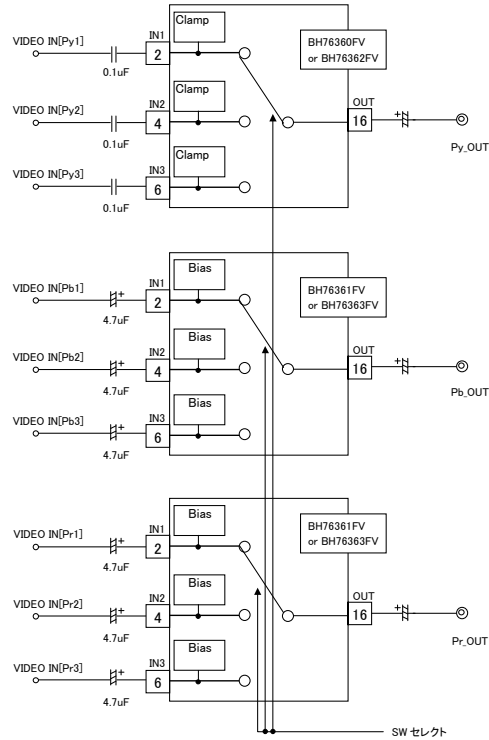 Clamp
BH76360FV
or BH76362FV
VIDEO IN[Py1]
IN1
2
0.1uF
Clamp
VIDEO IN[Py2]
IN2
4
0.1uF
OUT
16
+
Py_OUT
Clamp
VIDEO IN[Py3]
IN3
6
0.1uF
Bias
BH76361FV
or BH76363FV
VIDEO IN[Pb1]
IN1
+
2
4.7uF
Bias
VIDEO IN[Pb2]
IN2
+
4
4.7uF
OUT
16
+
Pb_OUT
Bias
VIDEO IN[Pb3]
IN3
+
6
4.7uF
Bias
BH76361FV
or BH76363FV
VIDEO IN[Pr1]
IN1
+
2
4.7uF
Bias
VIDEO IN[Pr2]
IN2
+
4
4.7uF
OUT
16
+
Pr_OUT
Bias
VIDEO IN[Pr3]
IN3
+
6
4.7uF
SW セレクト